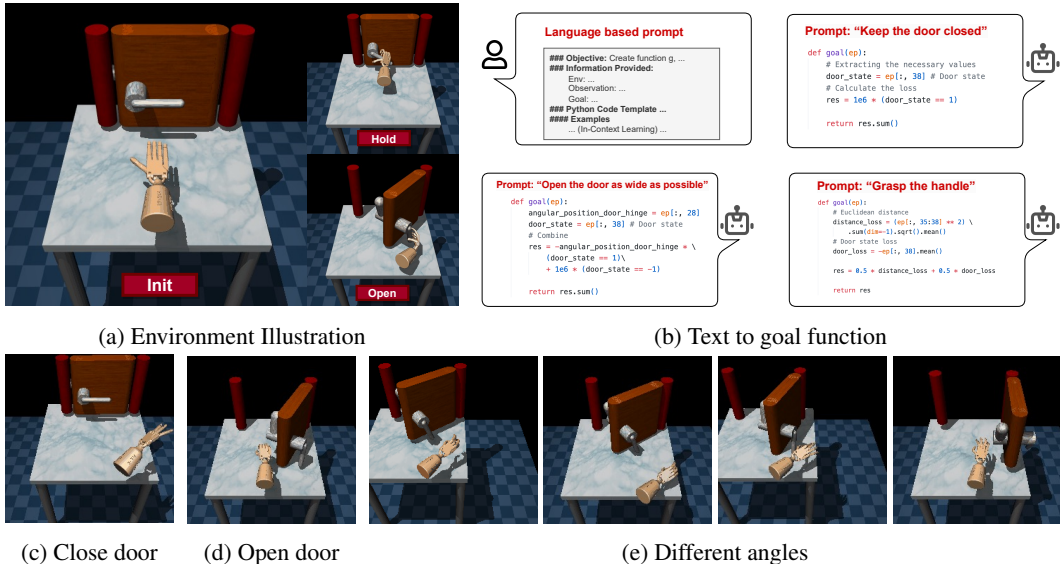 Init
Hold
Open
(a) Environment Illustration
Language based prompt
### Objective: Create function g, ...
### Information Provided:
Env: ...
Observation: ...
Goal: ...
### Python Code Template ...
#### Examples
... (In-Context Learning) ...
Prompt: “Keep the door closed”
def goal(ep):
# Extracting the necessary values
door_state = ep[:, 38] # Door state
# Calculate the loss
res = 1e6 * (door_state == 1)
return res.sum()
Prompt: “Open the door as wide as possible”
def goal(ep):
angular_position_door_hinge = ep[:, 28]
door_state = ep[:, 38] # Door state
# Combine
res = -angular_position_door_hinge * \
(door_state == 1)\
+ 1e6 * (door_state == -1)
return res.sum()
Prompt: “Grasp the handle”
def goal(ep):
# Euclidean distance
distance_loss = (ep[:, 35:38] ** 2) \
.sum(dim=-1).sqrt().mean()
# Door state loss
door_loss = -ep[:, 38].mean()
res = 0.5 * distance_loss + 0.5 * door_loss
return res
(b) Text to goal function
(c) Close door
(d) Open door
(e) Different angles